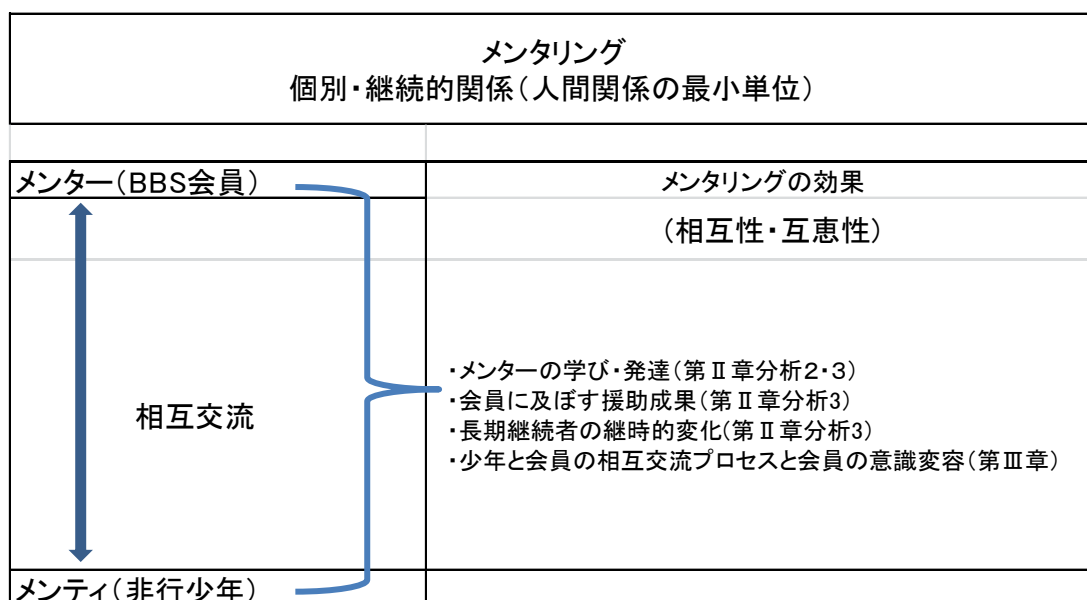 メンタリング
個別・継続的関係（人間関係の最小単位）
メンター（BBS会員）
メンタリングの効果
（相互性・互恵性）
相互交流
・メンターの学び・発達（第Ⅱ章分析２・３）
・会員に及ぼす援助成果（第Ⅱ章分析3）
・長期継続者の継時的変化（第Ⅱ章分析3）
・少年と会員の相互交流プロセスと会員の意識変容（第Ⅲ章）
メンティ（非行少年）